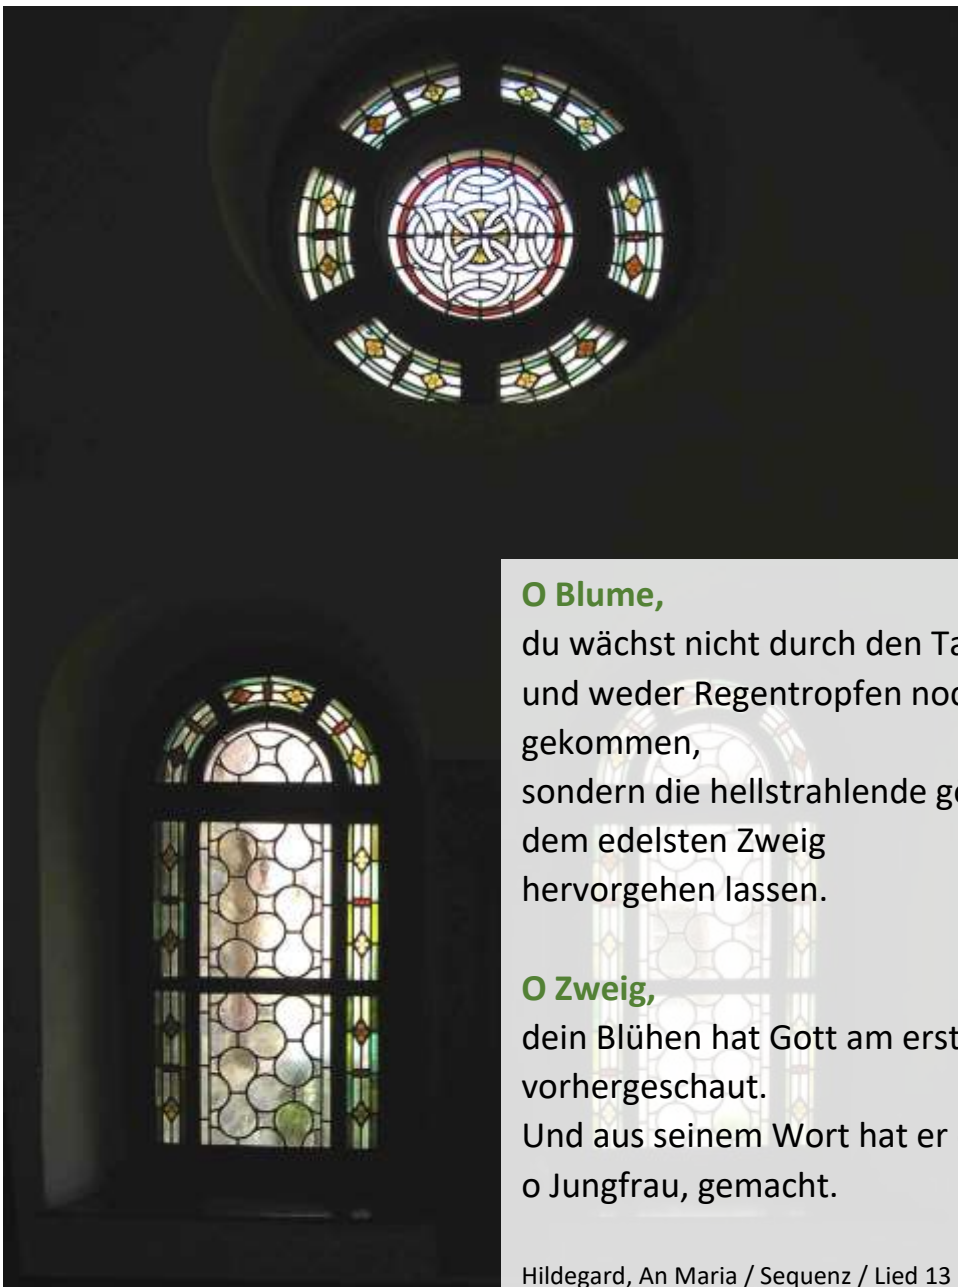 O Blume,
du wächst nicht durch den
und weder Regentropfen
gekommen,
sondern die hellstrahlende
dem edelsten Zweig
hervorgehen lassen.
O Zweig,
dein Blühen hat Gott am
vorhergeschaut.
Und aus seinem Wort hat er
o Jungfrau, gemacht.
Hildegard, An Maria / Sequenz / Lied 13